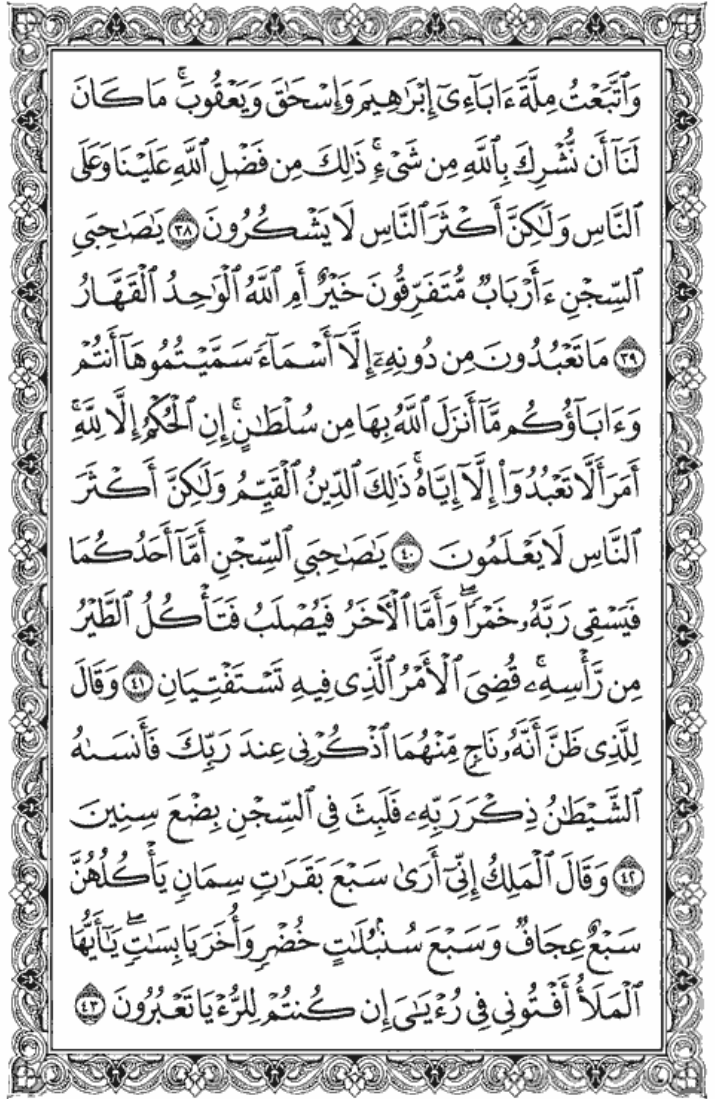 وَٱتَّبَعۡتُ مِلَّةَ ءَابَآءِيٓ إِبۡرَٰهِيمَ وَإِسۡحَٰقَ وَيَعۡقُوبَۚ مَا كَانَ
لَنَآ أَن نُّشۡرِكَ بِٱللَّهِ مِن شَيۡءٖۚ ذَٰلِكَ مِن فَضۡلِ ٱللَّهِ عَلَيۡنَا وَعَلَى
ٱلنَّاسِ وَلَٰكِنَّ أَكۡثَرَ ٱلنَّاسِ لَا يَشۡكُرُونَ ٣٨ يَٰصَٰحِبَيِ
ٱلسِّجۡنِ ءَأَرۡبَابٞ مُّتَفَرِّقُونَ خَيۡرٌ أَمِ ٱللَّهُ ٱلۡوَٰحِدُ ٱلۡقَهَّارُ
٣٩ مَا تَعۡبُدُونَ مِن دُونِهِۦٓ إِلَّآ أَسۡمَآءٗ سَمَّيۡتُمُوهَآ أَنتُمۡ
وَءَابَآؤُكُم مَّآ أَنزَلَ ٱللَّهُ بِهَا مِن سُلۡطَٰنٍۚ إِنِ ٱلۡحُكۡمُ إِلَّا لِلَّهِۚ
أَمَرَ أَلَّا تَعۡبُدُوٓاْ إِلَّآ إِيَّاهُۚ ذَٰلِكَ ٱلدِّينُ ٱلۡقَيِّمُ وَلَٰكِنَّ أَكۡثَرَ
ٱلنَّاسِ لَا يَعۡلَمُونَ ٤٠ يَٰصَٰحِبَيِ ٱلسِّجۡنِ أَمَّآ أَحَدُكُمَا
فَيَسۡقِي رَبَّهُۥ خَمۡرٗاۖ وَأَمَّا ٱلۡأٓخَرُ فَيُصۡلَبُ فَتَأۡكُلُ ٱلطَّيۡرُ
مِن رَّأۡسِهِۦۚ قُضِيَ ٱلۡأَمۡرُ ٱلَّذِي فِيهِ تَسۡتَفۡتِيَانِ ٤١ وَقَالَ
لِلَّذِي ظَنَّ أَنَّهُۥ نَاجٖ مِّنۡهُمَا ٱذۡكُرۡنِي عِندَ رَبِّكَ فَأَنسَىٰهُ
ٱلشَّيۡطَٰنُ ذِكۡرَ رَبِّهِۦ فَلَبِثَ فِي ٱلسِّجۡنِ بِضۡعَ سِنِينَ
٤٢ وَقَالَ ٱلۡمَلِكُ إِنِّيٓ أَرَىٰ سَبۡعَ بَقَرَٰتٖ سِمَانٖ يَأۡكُلُهُنَّ
سَبۡعٌ عِجَافٞ وَسَبۡعَ سُنۢبُلَٰتٍ خُضۡرٖ وَأُخَرَ يَابِسَٰتٖۖ يَٰٓأَيُّهَا
ٱلۡمَلَأُ أَفۡتُونِي فِي رُءۡيَٰيَ إِن كُنتُمۡ لِلرُّءۡيَا تَعۡبُرُونَ ٤٣